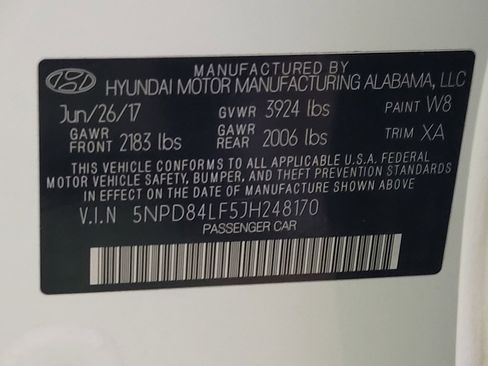 MANUFACTURED BY
HYUNDAI MOTOR MANUFACTURING ALABAMA, LLC
Jun/26/17 GVWR 3924 lbs PAINT W8
GAWR FRONT 2183 lbs GAWR REAR 2006 lbs TRIM XA
THIS VEHICLE CONFORMS TO ALL APPLICABLE U.S.A. FEDERAL
MOTOR VEHICLE SAFETY, BUMPER, AND THEFT PREVENTION STANDARDS
IN EFFECT ON THE DATE OF MANUFACTURE SHOWN ABOVE
V.I.N 5NPD84LF5JH248170
PASSENGER CAR